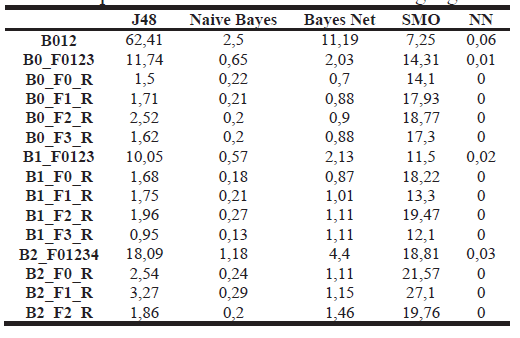 J48 Naive Bayes Bayes Net SMO NN
B012 62,41 2,5 11,19 7,25 0,06
B0_F0123 11,74 0,65 2,03 14,31 0,01
B0_F0_R 1,5 0,22 0,7 14,1 0
B0_F1_R 1,71 0,21 0,88 17,93 0
B0_F2_R 2,52 0,2 0,9 18,77 0
B0_F3_R 1,62 0,2 0,88 17,3 0
B1_F0123 10,05 0,57 2,13 11,5 0,02
B1_F0_R 1,68 0,18 0,87 18,22 0
B1_F1_R 1,75 0,21 1,01 13,3 0
B1_F2_R 1,96 0,27 1,11 19,47 0
B1_F3_R 0,95 0,13 1,11 12,1 0
B2_F01234 18,09 1,18 4,4 18,81 0,03
B2_F0_R 2,54 0,24 1,11 21,57 0
B2_F1_R 3,27 0,29 1,15 27,1 0
B2_F2_R 1,86 0,2 1,46 19,76 0